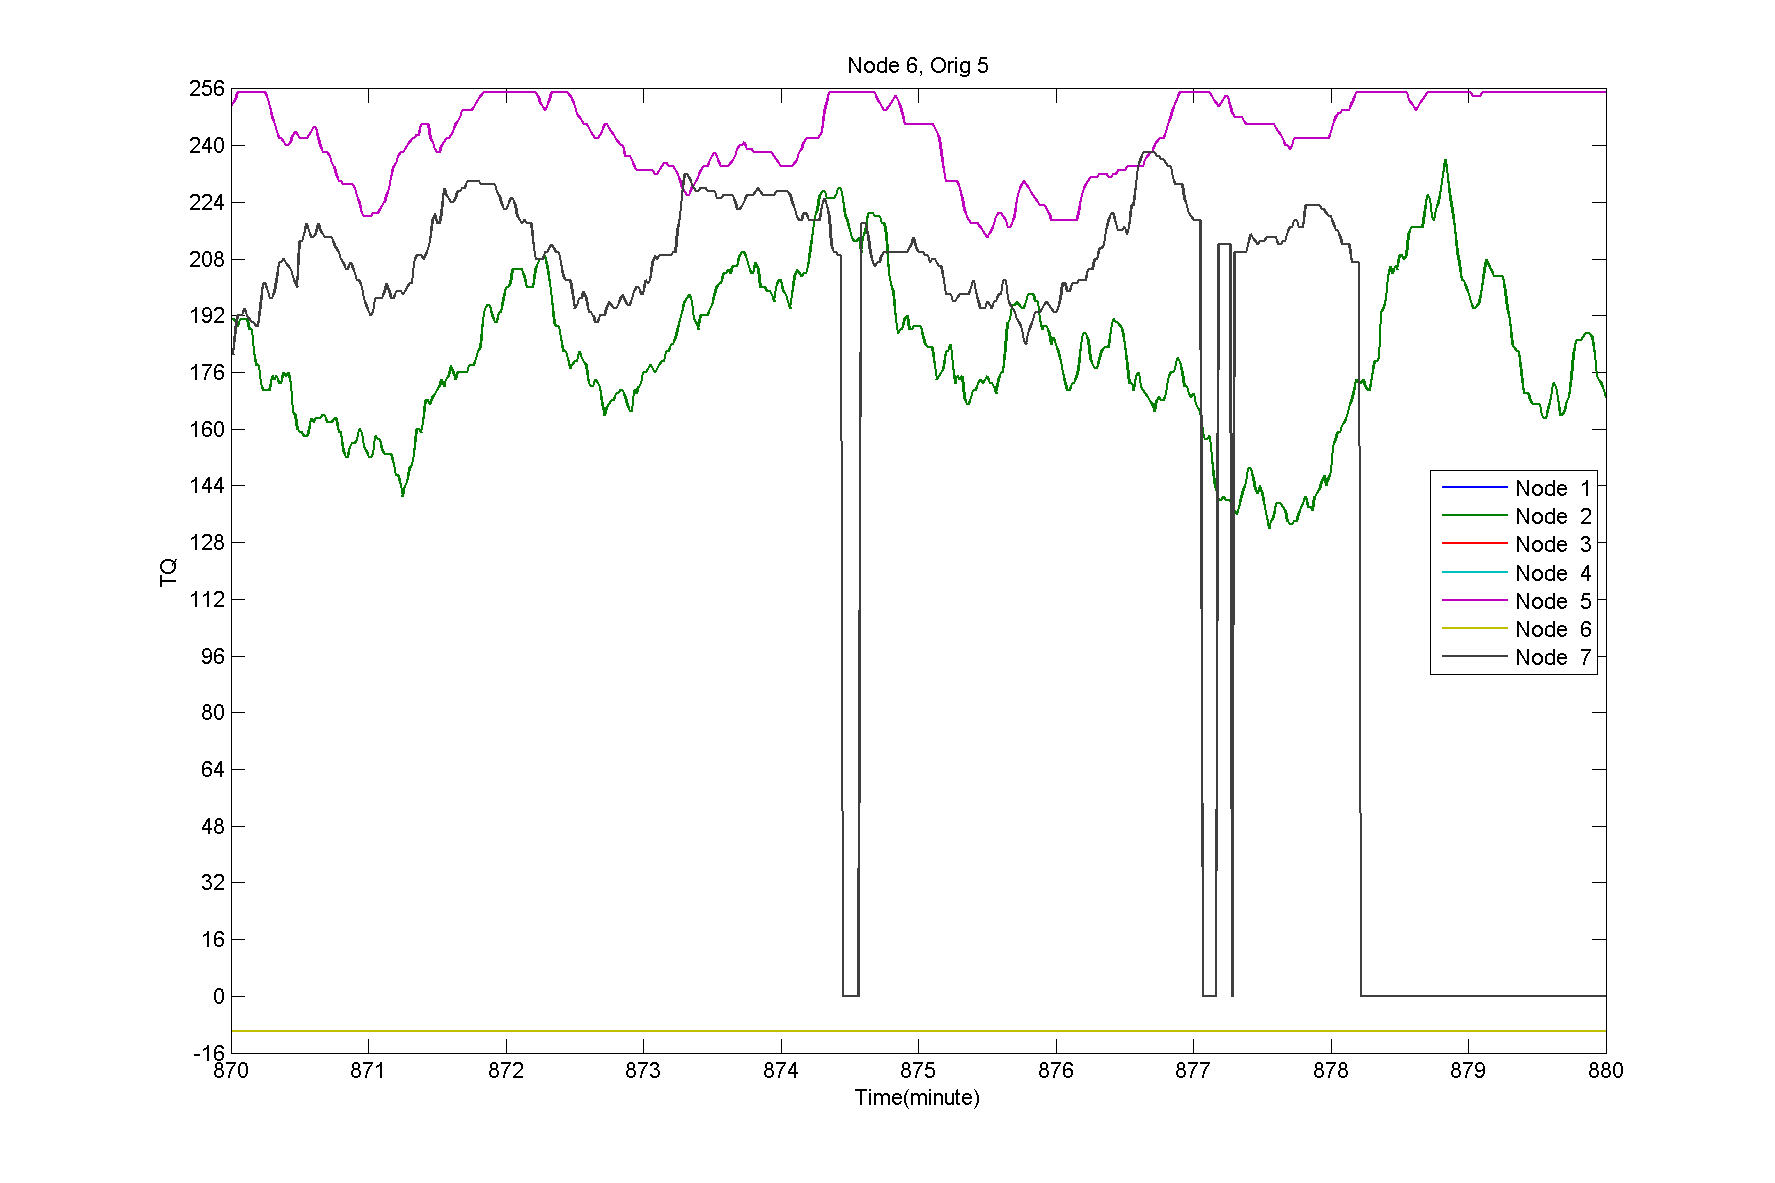 Node 6, Orig 5
256
240
224
208
192
176
160
144
128
112
96
80
64
48
32
16
0
-16
TQ
Node 1
Node 2
Node 3
Node 4
Node 5
Node 6
Node 7
870 871 872 873 874 875 876 877 878 879 880
Time(minute)